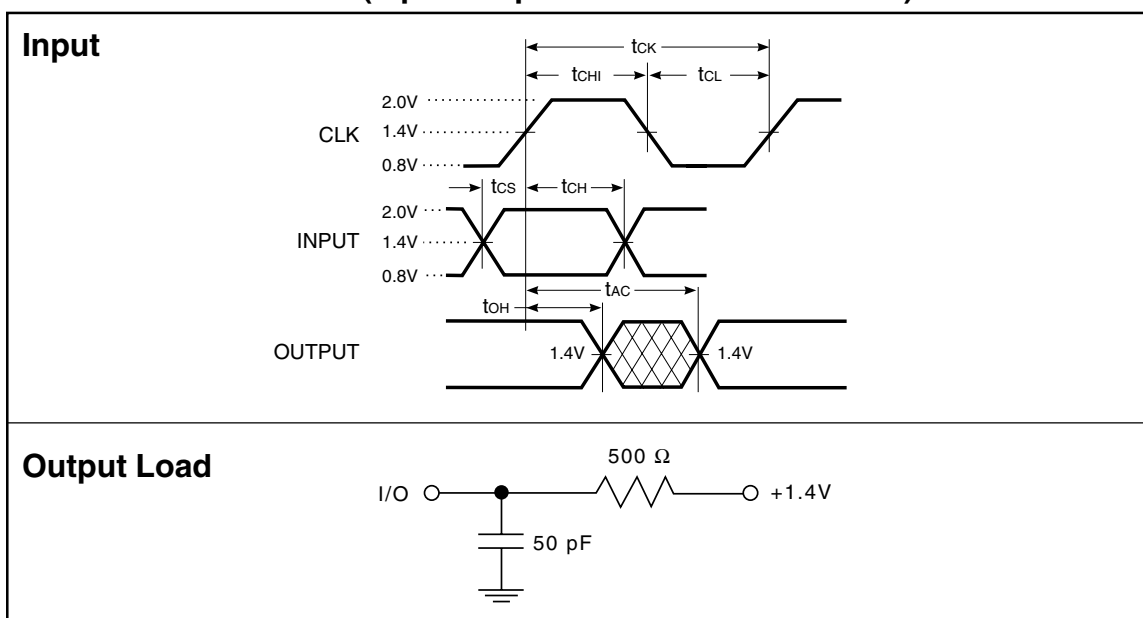 Input
tCK
tCHI
tCL
2.0V
CLK
1.4V
0.8V
tCS
tCH
2.0V
INPUT
1.4V
0.8V
tAC
tOH
OUTPUT
1.4V
1.4V
Output Load
500 Ω
I/O
+1.4V
50 pF